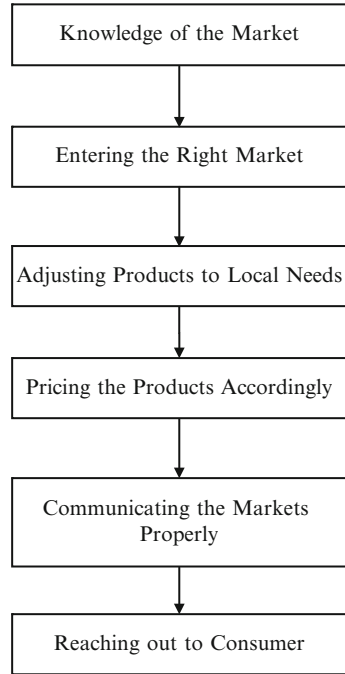 Knowledge of the Market
Entering the Right Market
Adjusting Products to Local Needs
Pricing the Products Accordingly
Communicating the Markets
Properly
Reaching out to Consumer